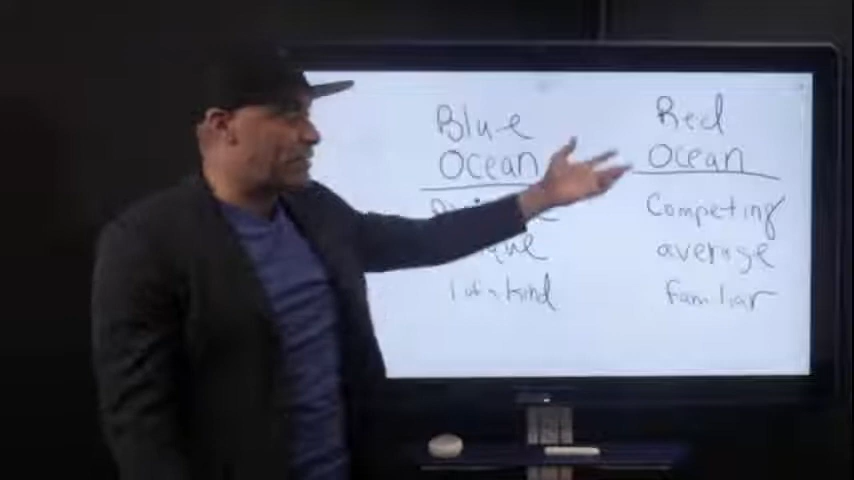 Blue
Ocean
1 of a kind
Red
Ocean
Competing
average
familiar